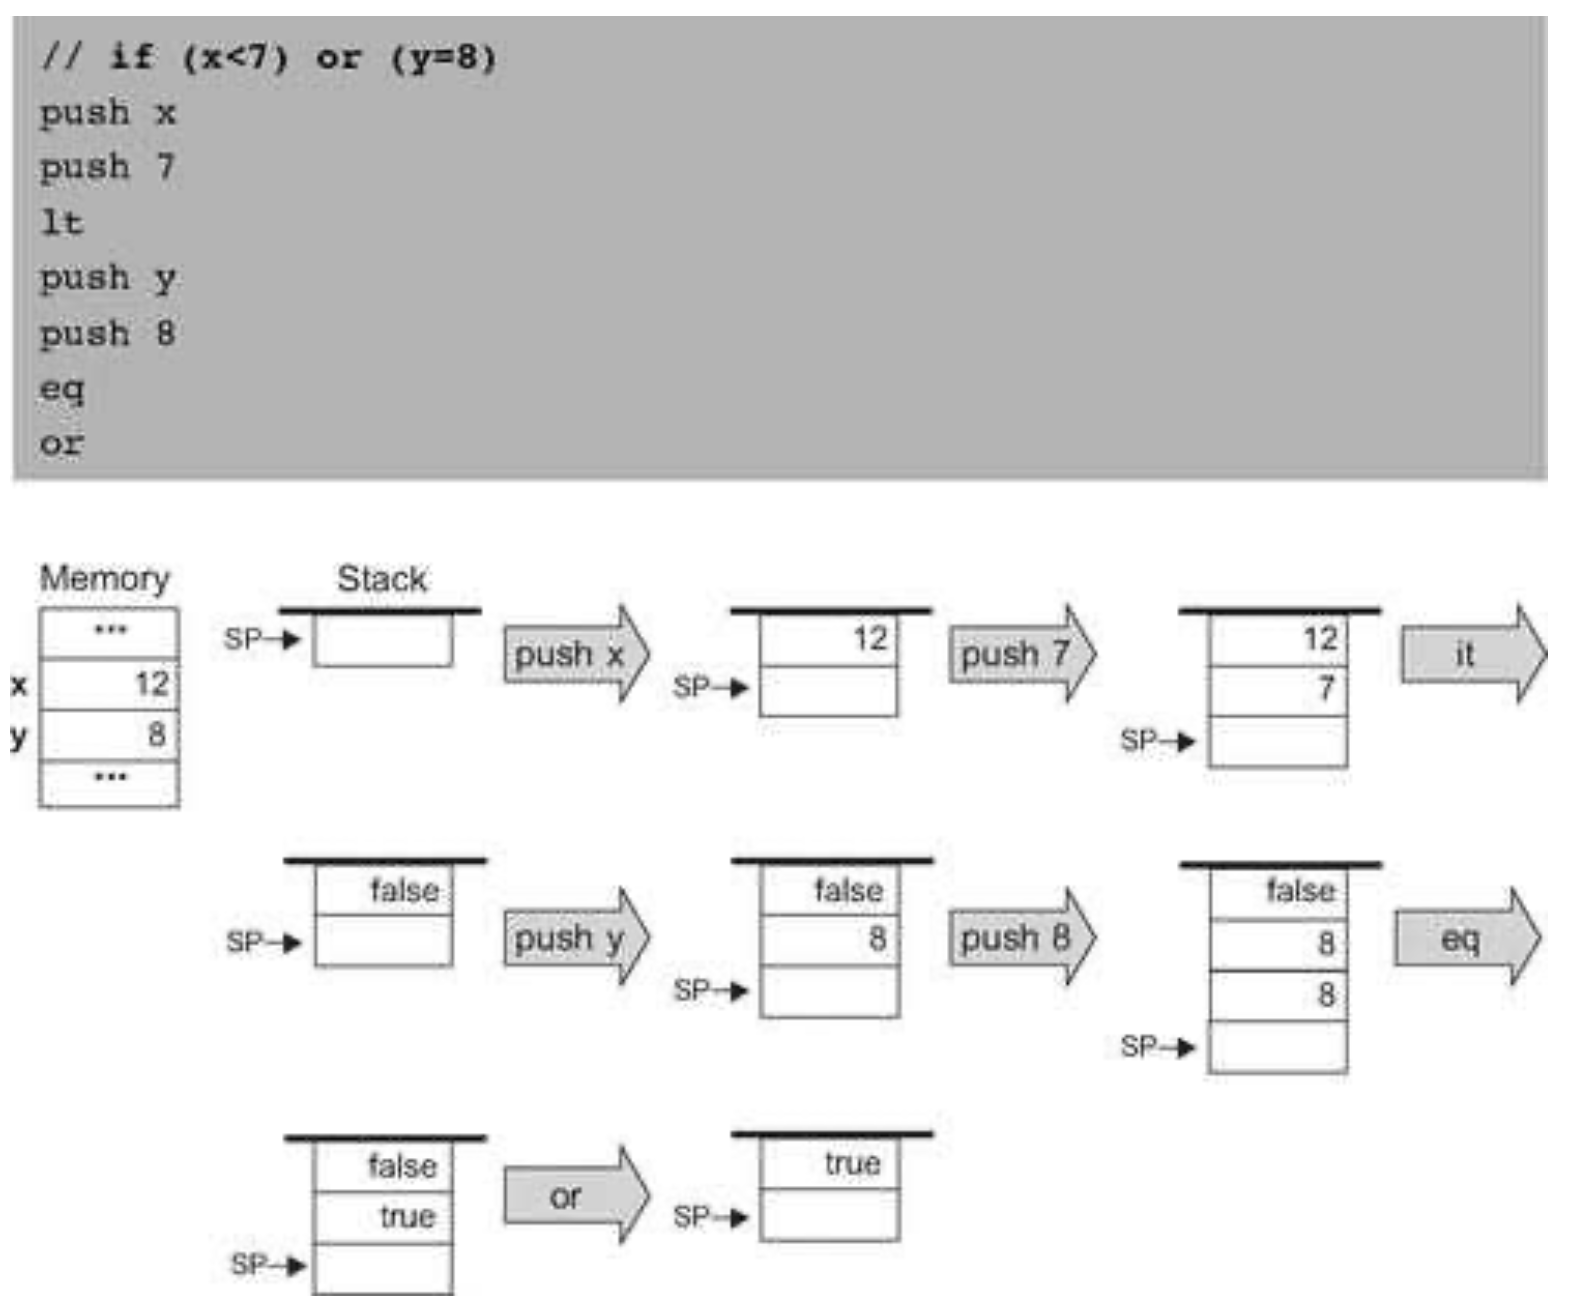 // if (x<7) or (y=8)
push x
push 7
lt
push y
push 8
eq
or
Memory
...
x 12
y 8
...
Stack
SP
push x
12
SP
push 7
12
7
SP
it
false
SP
push y
false
8
SP
push 8
false
8
8
SP
eq
false
true
SP
or
true
SP